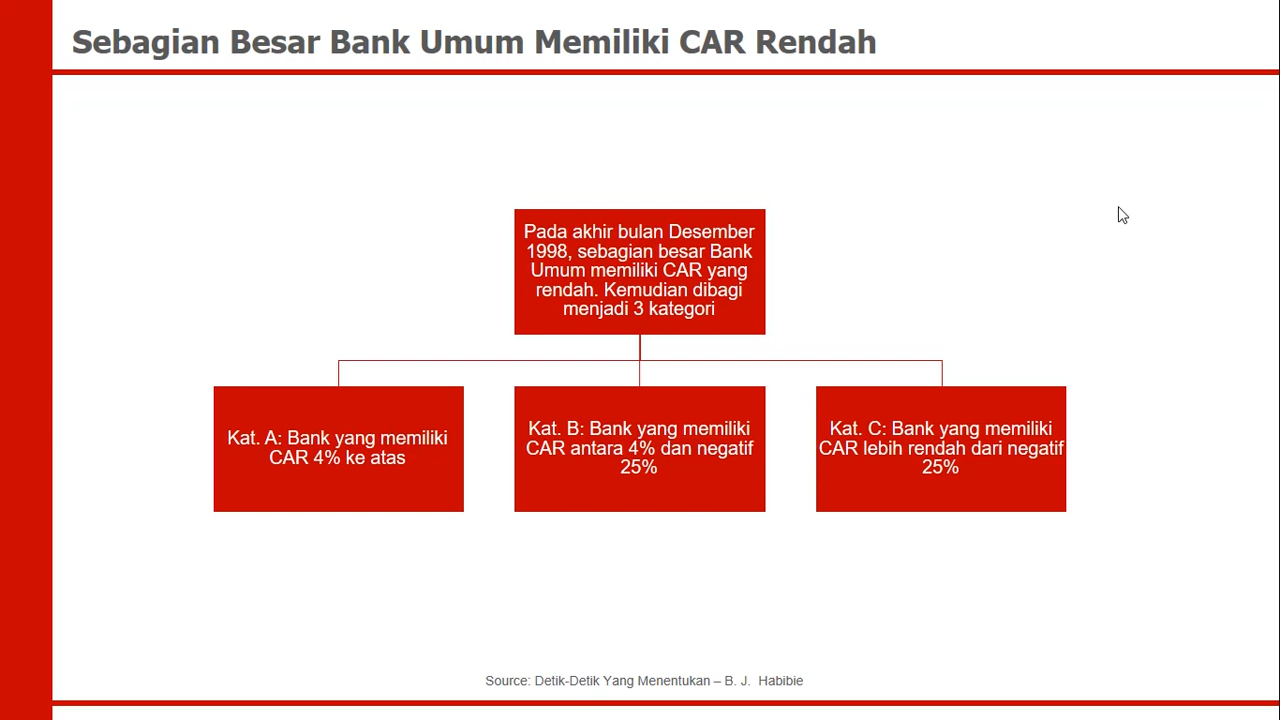 Sebagian Besar Bank Umum Memiliki CAR Rendah
Pada akhir bulan Desember
1998, sebagian besar Bank
Umum memiliki CAR yang
rendah. Kemudian dibagi
menjadi 3 kategori
Kat. A: Bank yang memiliki
CAR 4% ke atas
Kat. B: Bank yang memiliki
CAR antara 4% dan negatif
25%
Kat. C: Bank yang memiliki
CAR lebih rendah dari negatif
25%
Source: Detik-Detik Yang Menentukan – B. J.  Habibie